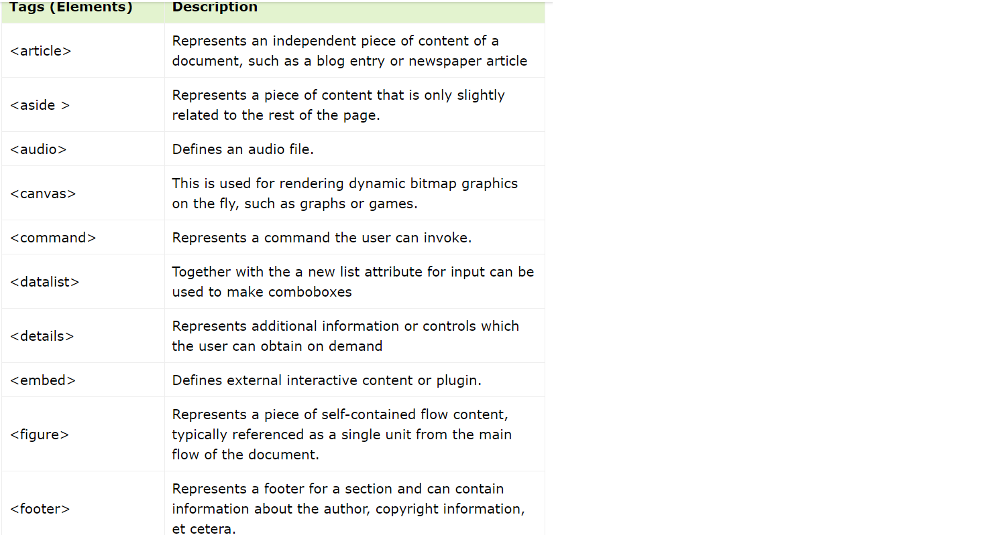 Tags (Elements) Description
<article> Represents an independent piece of content of a
document, such as a blog entry or newspaper article
<aside > Represents a piece of content that is only slightly
related to the rest of the page.
<audio> Defines an audio file.
<canvas> This is used for rendering dynamic bitmap graphics
on the fly, such as graphs or games.
<command> Represents a command the user can invoke.
<datalist> Together with the a new list attribute for input can be
used to make comboboxes
<details> Represents additional information or controls which
the user can obtain on demand
<embed> Defines external interactive content or plugin.
<figure> Represents a piece of self-contained flow content,
typically referenced as a single unit from the main
flow of the document.
<footer> Represents a footer for a section and can contain
information about the author, copyright information,
et cetera.